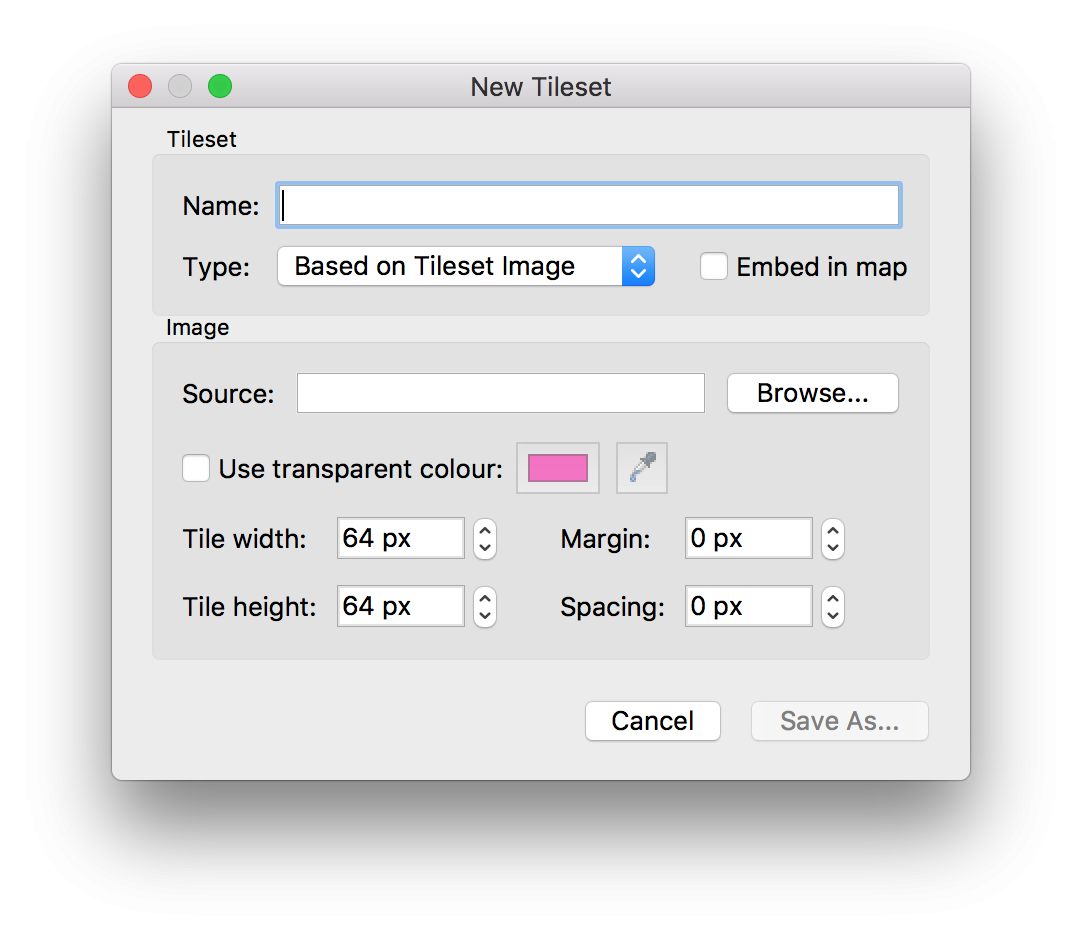 New Tileset
Tileset
Name:
Type: Based on Tileset Image Embed in map
Image
Source: Browse...
Use transparent colour:
Tile width: 64 px Margin: 0 px
Tile height: 64 px Spacing: 0 px
Cancel Save As...